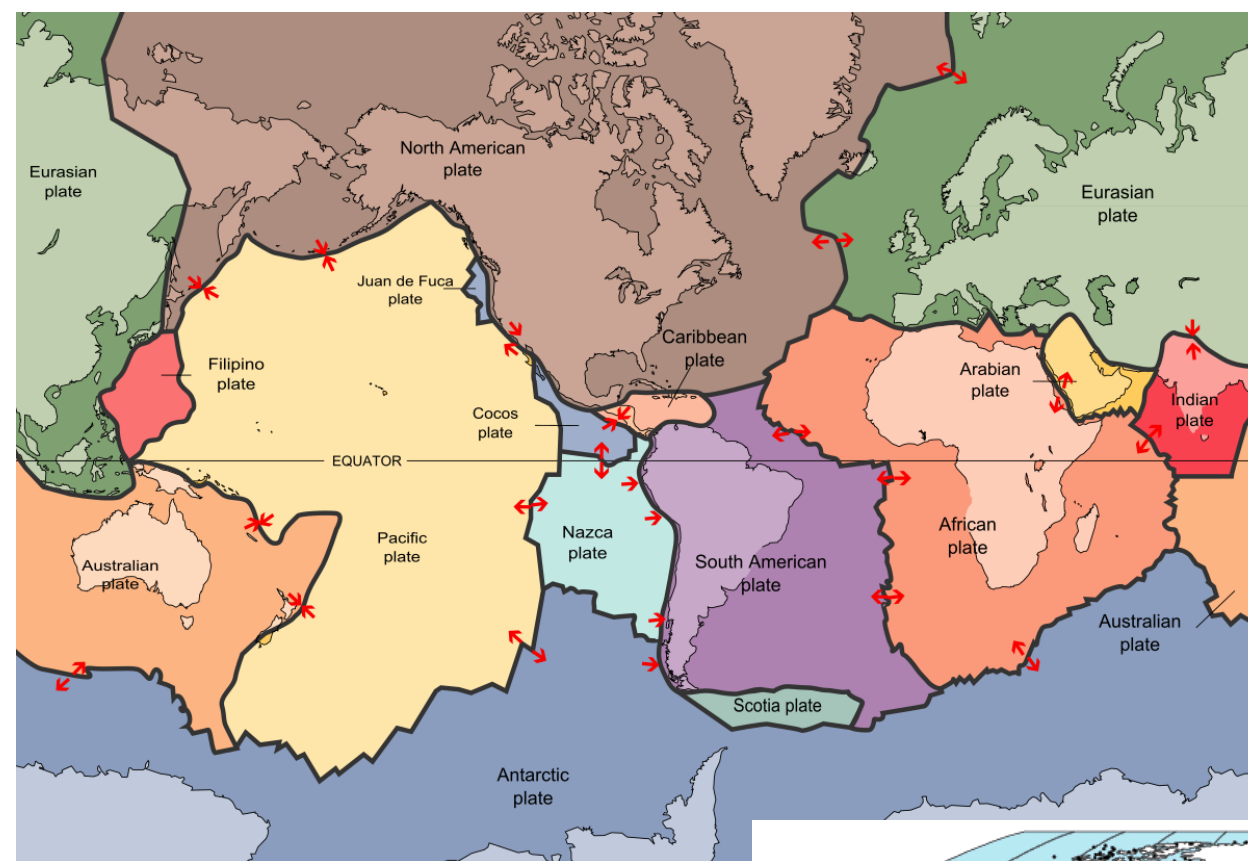 North American
plate
Eurasian
plate
Eurasian
plate
Juan de Fuca
plate
Caribbean
plate
Filipino
plate
Arabian
plate
Indian
plate
Cocos
plate
EQUATOR
Nazca
plate
Pacific
plate
African
plate
Australian
plate
South American
plate
Australian
plate
Scotia plate
Antarctic
plate